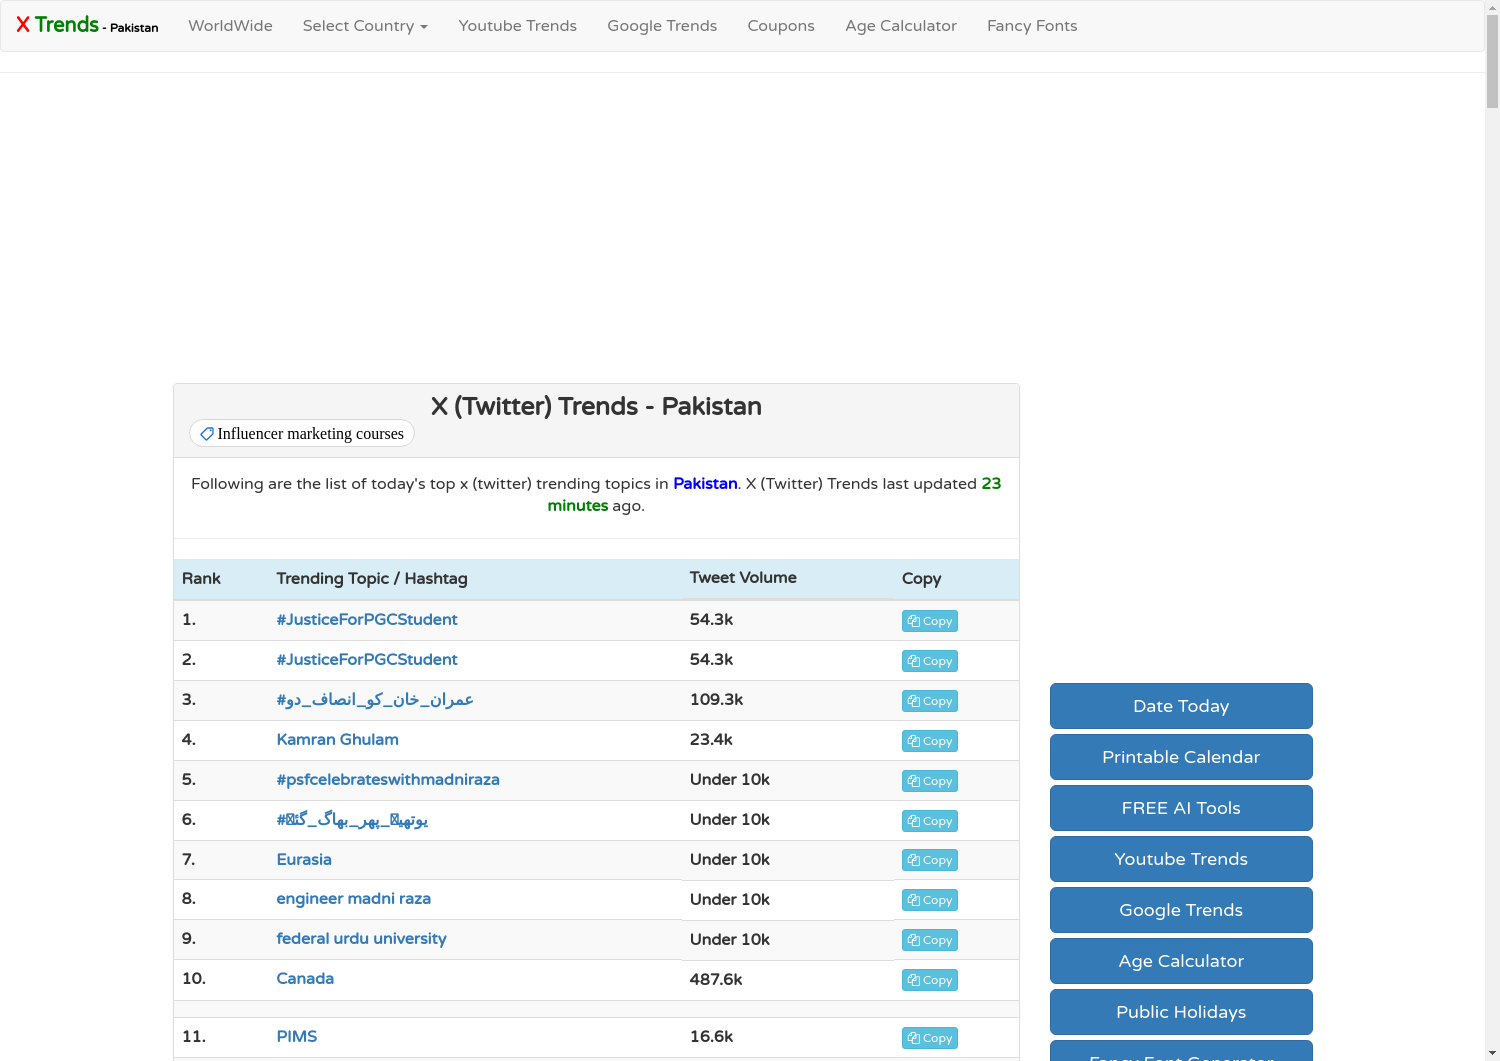 X Trends - Pakistan WorldWide Select Country Youtube Trends Google Trends Coupons Age Calculator Fancy Fonts
X (Twitter) Trends - Pakistan
Influencer marketing courses
Following are the list of today's top x (twitter) trending topics in Pakistan. X (Twitter) Trends last updated 23
minutes ago.
Rank Trending Topic / Hashtag Tweet Volume Copy
1. #JusticeForPGCStudent 54.3k Copy
2. #JusticeForPGCStudent 54.3k Copy
3. #عمران_خان_کو_انصاف_دو 109.3k Copy
4. Kamran Ghulam 23.4k Copy
5. #psfcelebrateswithmadniraza Under 10k Copy
6. Under 10k Copy
7. Eurasia Under 10k Copy
8. engineer madni raza Under 10k Copy
9. federal urdu university Under 10k Copy
10. Canada 487.6k Copy
11. PIMS 16.6k Copy
Date Today
Printable Calendar
FREE AI Tools
Youtube Trends
Google Trends
Age Calculator
Public Holidays
Fancy Font Generator